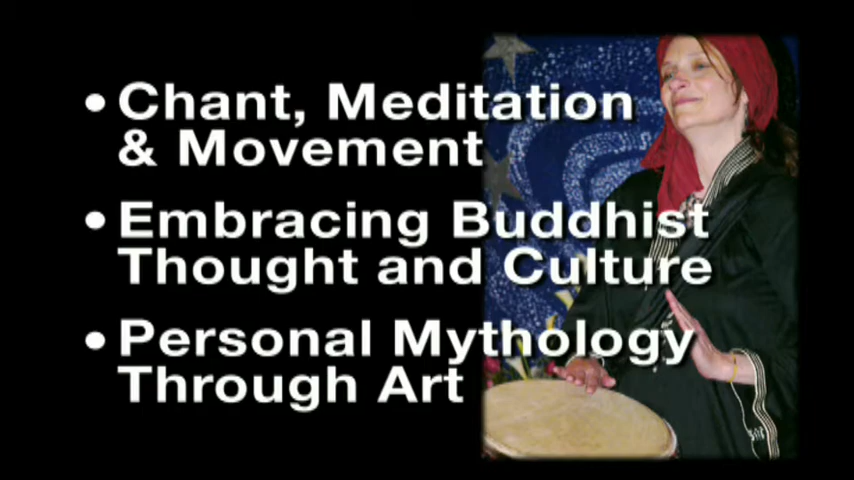 • Chant, Meditation
& Movement
• Embracing Buddhist
Thought and Culture
• Personal Mythology
Through Art